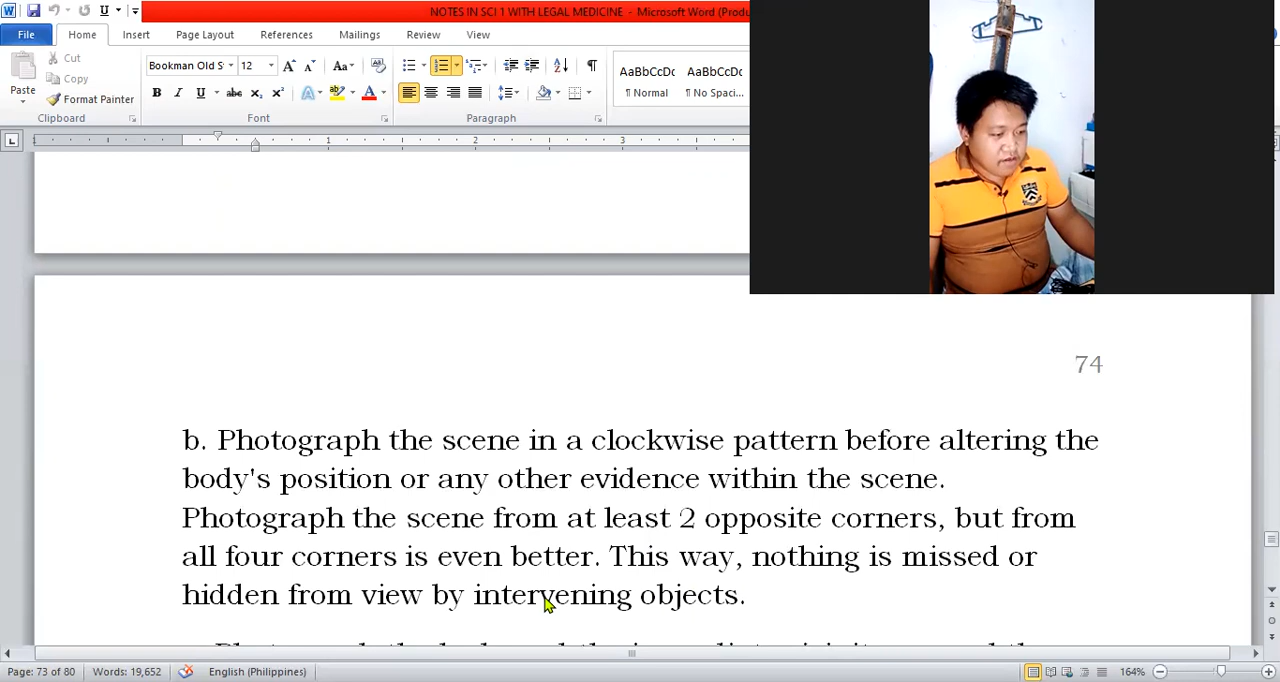 NOTES IN SCI 1 WITH LEGAL MEDICINE - Microsoft Word (Produ
File Home Insert Page Layout References Mailings Review View
Cut
Copy
Paste Format Painter
Clipboard
Bookman Old S 12
Font
Paragraph
AaBbCcDc AaBbCcDc
¶ Normal ¶ No Spaci...
1 1 2 3
74
b. Photograph the scene in a clockwise pattern before altering the
body's position or any other evidence within the scene.
Photograph the scene from at least 2 opposite corners, but from
all four corners is even better. This way, nothing is missed or
hidden from view by intervening objects.
Page: 73 of 80 Words: 19,652 English (Philippines) 164%